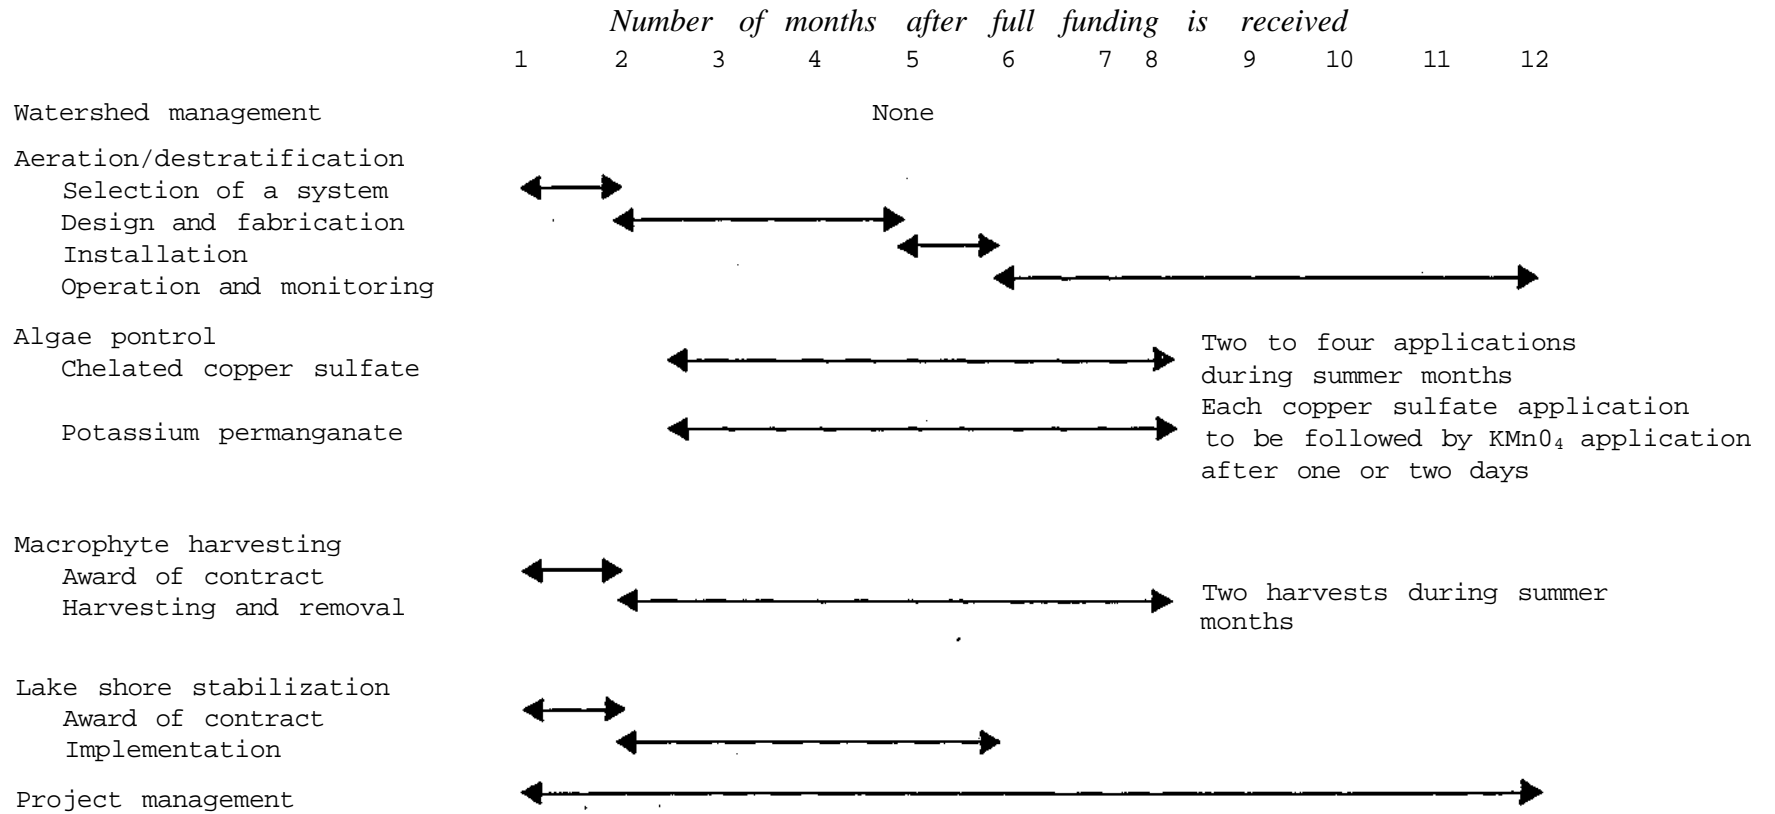 Number of months after full funding is received
1 2 3 4 5 6 7 8 9 10 11 12
Watershed management None
Aeration/destratification
Selection of a system
Design and fabrication
Installation
Operation and monitoring
Algae pontrol
Chelated copper sulfate
Two to four applications
during summer months
Potassium permanganate
Each copper sulfate application
to be followed by KMn0₄ application
after one or two days
Macrophyte harvesting
Award of contract
Harvesting and removal
Two harvests during summer
months
Lake shore stabilization
Award of contract
Implementation
Project management